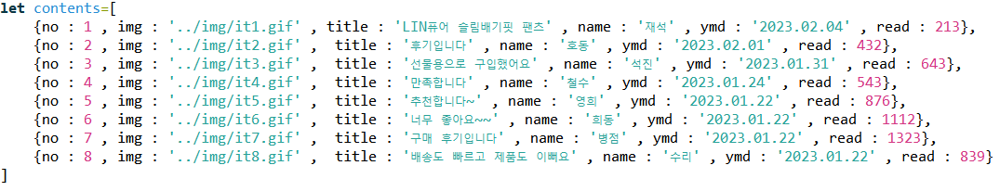 let contents=[
{no : 1 , img : '../img/it1.gif' , title : 'LIN퓨어 슬림배기핏 팬츠' , name : '재석' , ymd : '2023.02.04' , read : 213},
{no : 2 , img : '../img/it2.gif' , title : '후기입니다' , name : '호동' , ymd : '2023.02.01' , read : 432},
{no : 3 , img : '../img/it3.gif' , title : '선물용으로 구입했어요' , name : '석진' , ymd : '2023.01.31' , read : 643},
{no : 4 , img : '../img/it4.gif' , title : '만족합니다' , name : '철수' , ymd : '2023.01.24' , read : 543},
{no : 5 , img : '../img/it5.gif' , title : '추천합니다~' , name : '영희' , ymd : '2023.01.22' , read : 876},
{no : 6 , img : '../img/it6.gif' , title : '너무 좋아요~~' , name : '희동' , ymd : '2023.01.22' , read : 1112},
{no : 7 , img : '../img/it7.gif' , title : '구매 후기입니다' , name : '병점' , ymd : '2023.01.22' , read : 1323},
{no : 8 , img : '../img/it8.gif' , title : '배송도 빠르고 제품도 이뻐요' , name : '수리' , ymd : '2023.01.22' , read : 839}
]